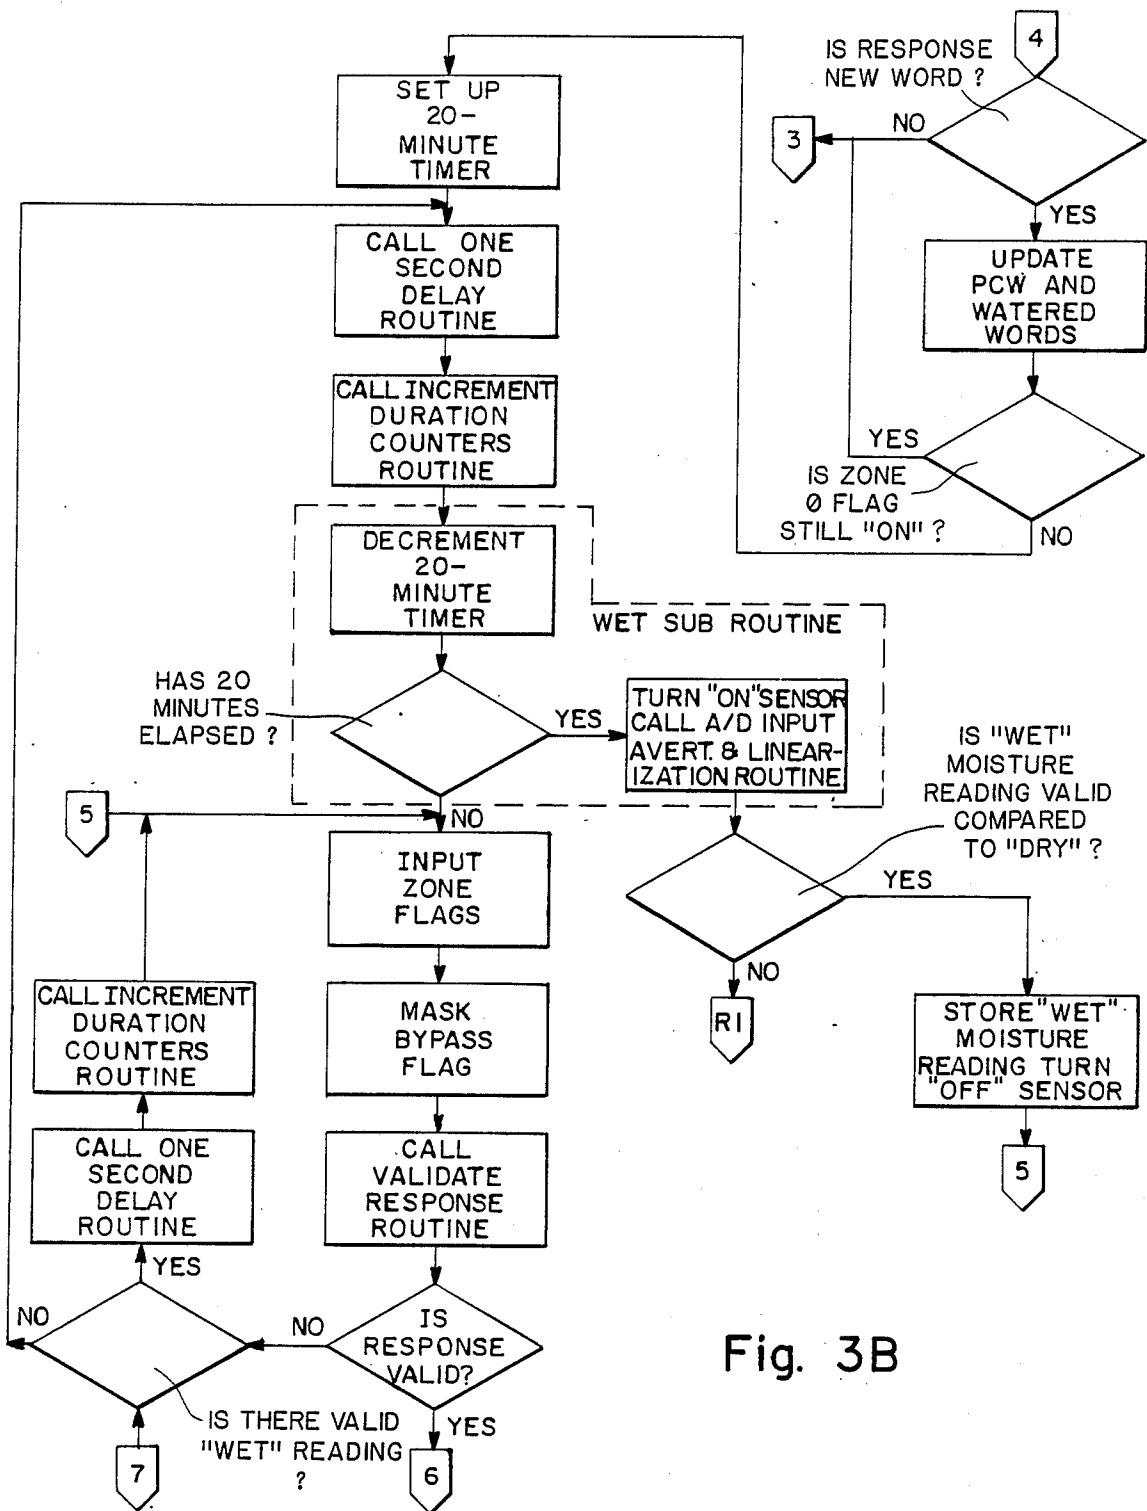 4
IS RESPONSE
NEW WORD ?
NO
3
YES
UPDATE
PCW AND
WATERED
WORDS
YES
IS ZONE
0 FLAG
STILL "ON" ?
NO
SET UP
20-
MINUTE
TIMER
CALL ONE
SECOND
DELAY
ROUTINE
CALL INCREMENT
DURATION
COUNTERS
ROUTINE
DECREMENT
20-
MINUTE
TIMER
WET SUB ROUTINE
HAS 20
MINUTES
ELAPSED ?
YES
TURN "ON" SENSOR
CALL A/D INPUT
AVERT. & LINEAR-
IZATION ROUTINE
IS "WET"
MOISTURE
READING VALID
COMPARED
TO "DRY" ?
YES
NO
R1
STORE "WET"
MOISTURE
READING TURN
"OFF" SENSOR
5
5
NO
INPUT
ZONE
FLAGS
MASK
BYPASS
FLAG
CALL
VALIDATE
RESPONSE
ROUTINE
IS
RESPONSE
VALID?
NO
YES
6
CALL INCREMENT
DURATION
COUNTERS
ROUTINE
CALL ONE
SECOND
DELAY
ROUTINE
YES
NO
IS THERE VALID
"WET" READING
?
7
Fig. 3B